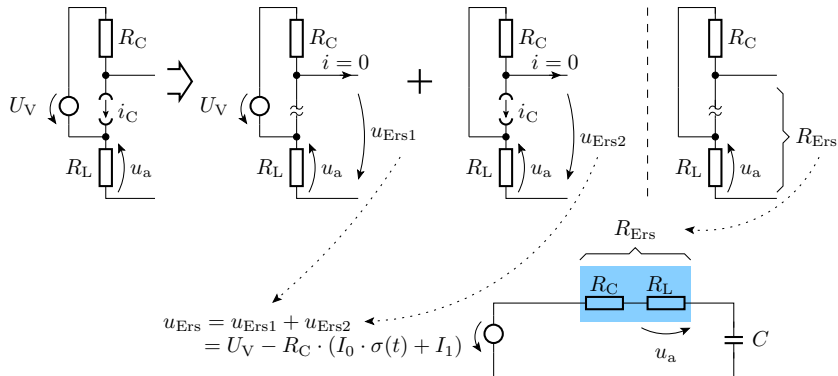 R_C
U_V
i_C
R_L
u_a
R_C
i = 0
U_V
u_Ers1
R_L
u_a
+
R_C
i = 0
i_C
u_Ers2
R_L
u_a
R_C
R_Ers
R_L
u_a
R_Ers
R_C R_L
u_a
C
u_Ers = u_Ers1 + u_Ers2
= U_V − R_C · (I_0 · σ(t) + I_1)